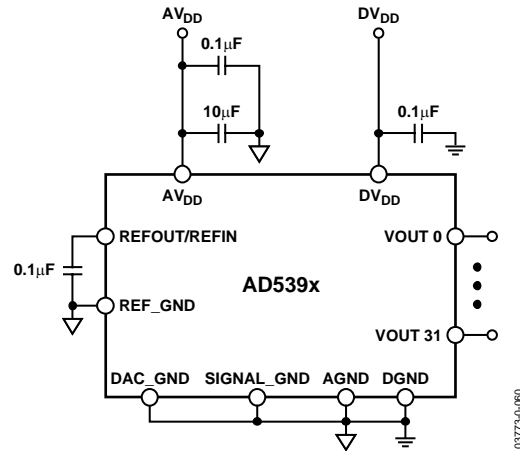 AVDD
DVDD
0.1µF
10µF
0.1µF
AVDD
DVDD
REFOUT/REFIN
VOUT 0
0.1µF
AD539x
REF_GND
VOUT 31
DAC_GND
SIGNAL_GND
AGND
DGND
03773-0-060